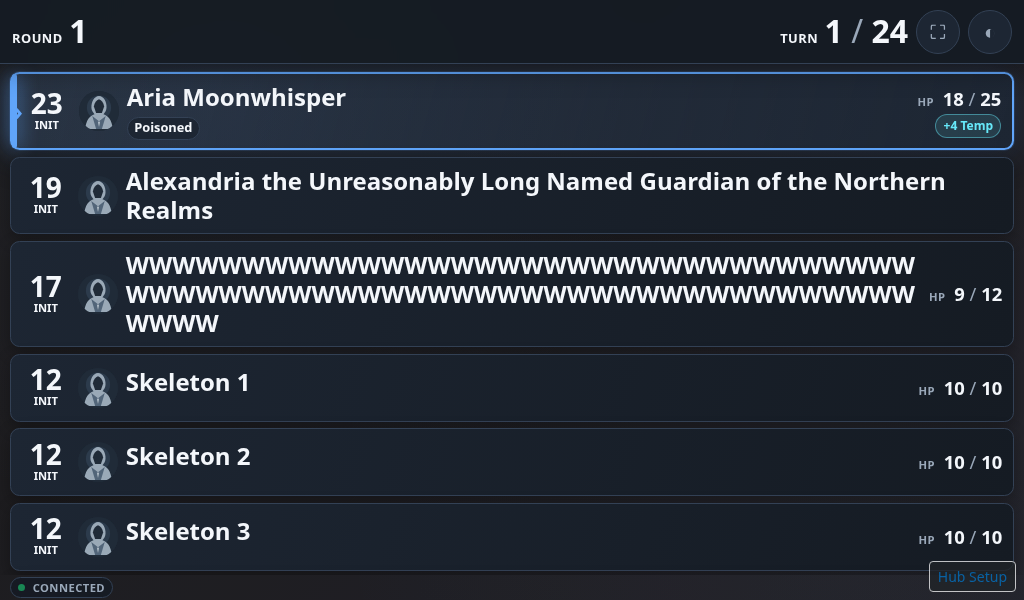 ROUND 1
TURN 1 / 24
23 INIT
Aria Moonwhisper
Poisoned
HP 18 / 25
+4 Temp
19 INIT
Alexandria the Unreasonably Long Named Guardian of the Northern
Realms
17 INIT
WWWWWWWWWWWWWWWWWWWWWWWWWWWWWWWWWW
WWWWWWWWWWWWWWWWWWWWWWWWWWWWWWWWWW
WWWW
HP 9 / 12
12 INIT
Skeleton 1
HP 10 / 10
12 INIT
Skeleton 2
HP 10 / 10
12 INIT
Skeleton 3
HP 10 / 10
CONNECTED
Hub Setup